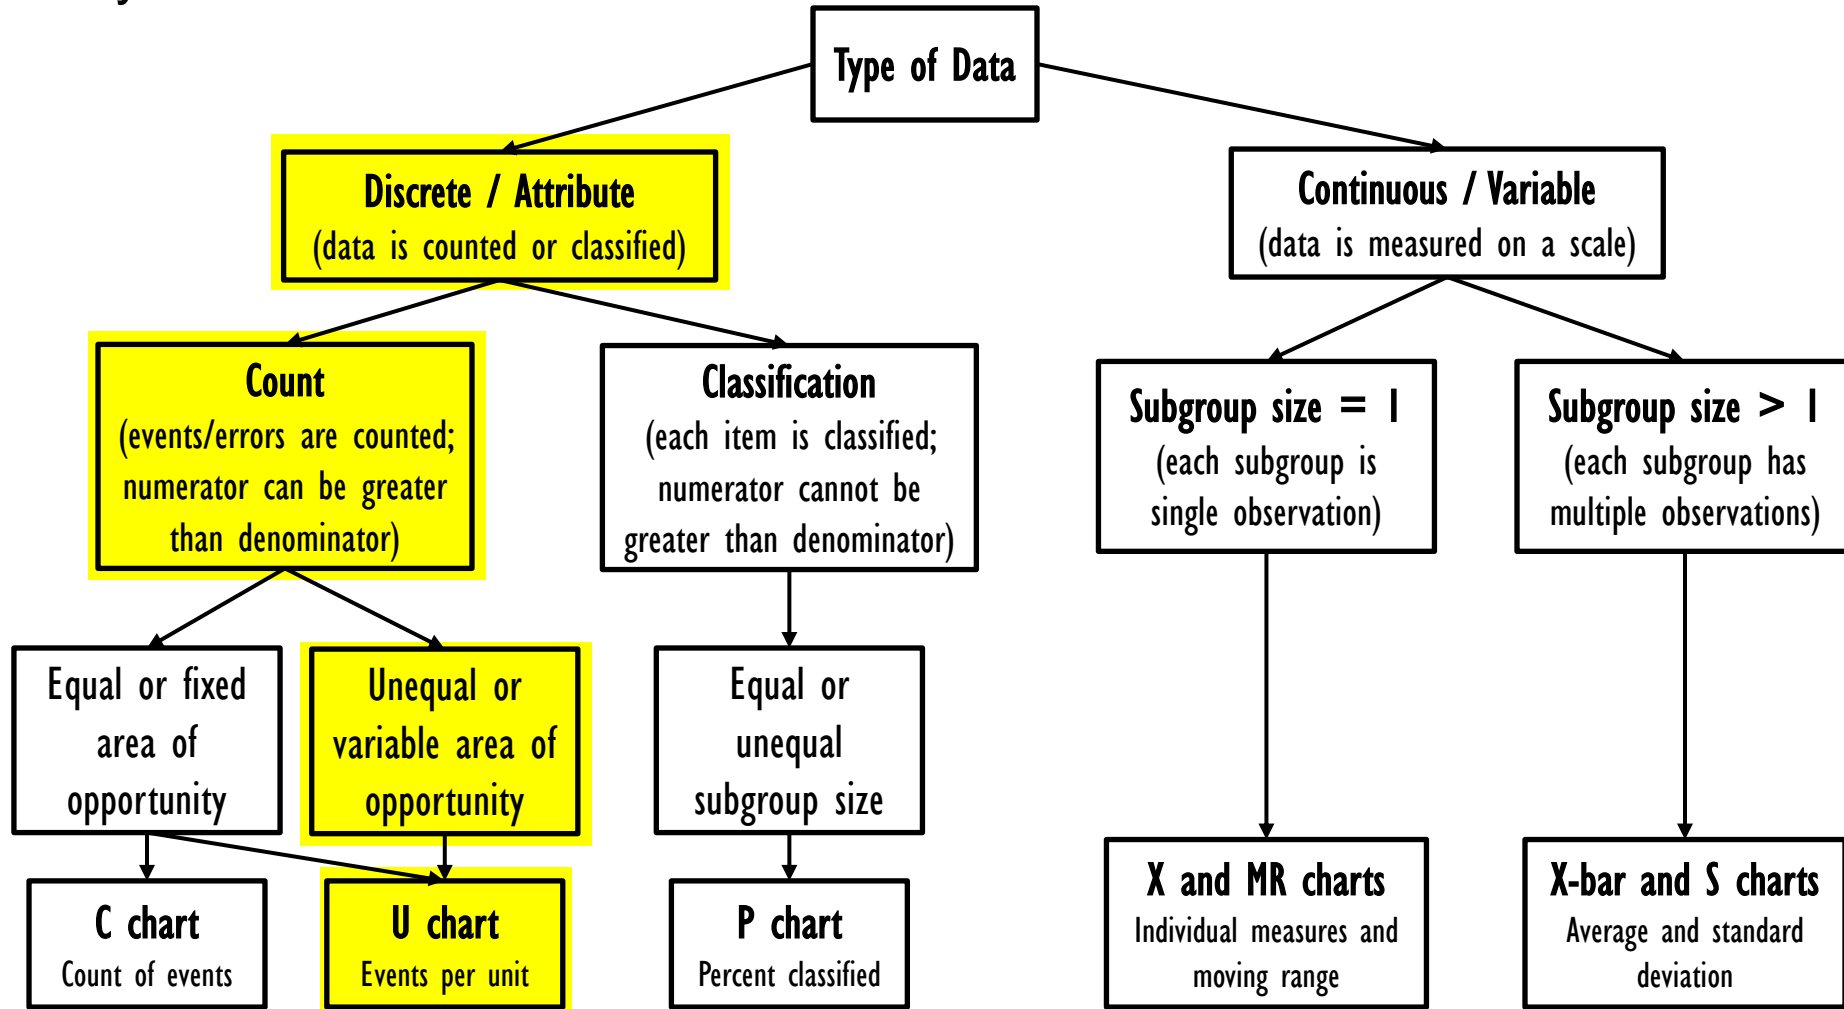 Type of Data
Discrete / Attribute
(data is counted or classified)
Continuous / Variable
(data is measured on a scale)
Count
(events/errors are counted;
numerator can be greater
than denominator)
Classification
(each item is classified;
numerator cannot be
greater than denominator)
Subgroup size = 1
(each subgroup is
single observation)
Subgroup size > 1
(each subgroup has
multiple observations)
Equal or fixed
area of
opportunity
Unequal or
variable area of
opportunity
Equal or
unequal
subgroup size
C chart
Count of events
U chart
Events per unit
P chart
Percent classified
X and MR charts
Individual measures and
moving range
X-bar and S charts
Average and standard
deviation